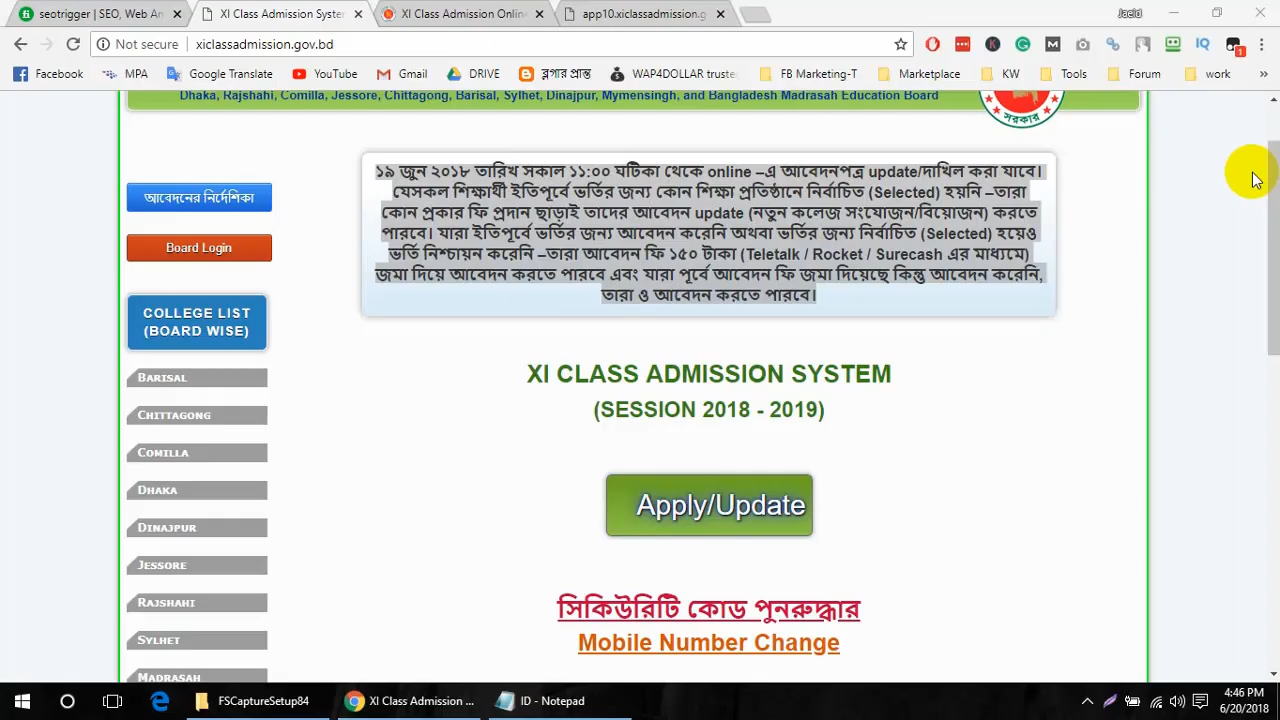 seotrigger | SEO, Web An
XI Class Admission System
XI Class Admission Online
app10.xiclassadmission.g
Jacid
Not secure
xiclassadmission.gov.bd
IQ
1
Facebook
MPA
Google Translate
YouTube
Gmail
DRIVE
ব্লগার প্রান্ত
WAP4DOLLAR truste
FB Marketing-T
Marketplace
KW
Tools
Forum
work
Dhaka, Rajshahi, Comilla, Jessore, Chittagong, Barisal, Sylhet, Dinajpur, Mymensingh, and Bangladesh Madrasah Education Board
সরকার
১৯ জুন ২০১৮ তারিখ সকাল ১১:০০ ঘটিকা থেকে online –এ আবেদনপত্র update/দাখিল করা যাবে।
যেসকল শিক্ষার্থী ইতিপূর্বে ভর্তির জন্য কোন শিক্ষা প্রতিষ্ঠানে নির্বাচিত (Selected) হয়নি –তারা
কোন প্রকার ফি প্রদান ছাড়াই তাদের আবেদন update (নতুন কলেজ সংযোজন/বিয়োজন) করতে
পারবে। যারা ইতিপূর্বে ভর্তির জন্য আবেদন করেনি অথবা ভর্তির জন্য নির্বাচিত (Selected) হয়েও
ভর্তি নিশ্চায়ন করেনি –তারা আবেদন ফি ১৫০ টাকা (Teletalk / Rocket / Surecash এর মাধ্যমে)
জমা দিয়ে আবেদন করতে পারবে এবং যারা পূর্বে আবেদন ফি জমা দিয়েছে কিন্তু আবেদন করেনি,
তারা ও আবেদন করতে পারবে।
আবেদনের নির্দেশিকা
Board Login
COLLEGE LIST
(BOARD WISE)
BARISAL
CHITTAGONG
COMILLA
DHAKA
DINAJPUR
JESSORE
RAJSHAHI
SYLHET
MADRASAH
XI CLASS ADMISSION SYSTEM
(SESSION 2018 - 2019)
Apply/Update
সিকিউরিটি কোড পুনরুদ্ধার
Mobile Number Change
FSCaptureSetup84
XI Class Admission ...
ID - Notepad
4:46 PM
6/20/2018